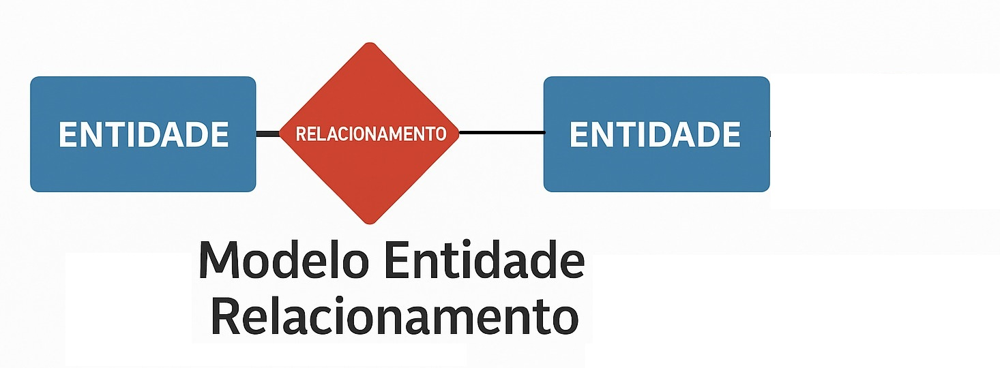 ENTIDADE
RELACIONAMENTO
ENTIDADE
Modelo Entidade
Relacionamento